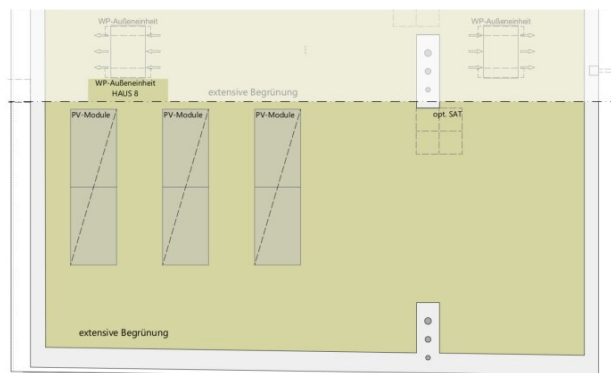 WP-Außeneinheit
WP-Außeneinheit
WP-Außeneinheit
HAUS 8
extensive Begrünung
PV-Module
PV-Module
PV-Module
opt. SAT
extensive Begrünung